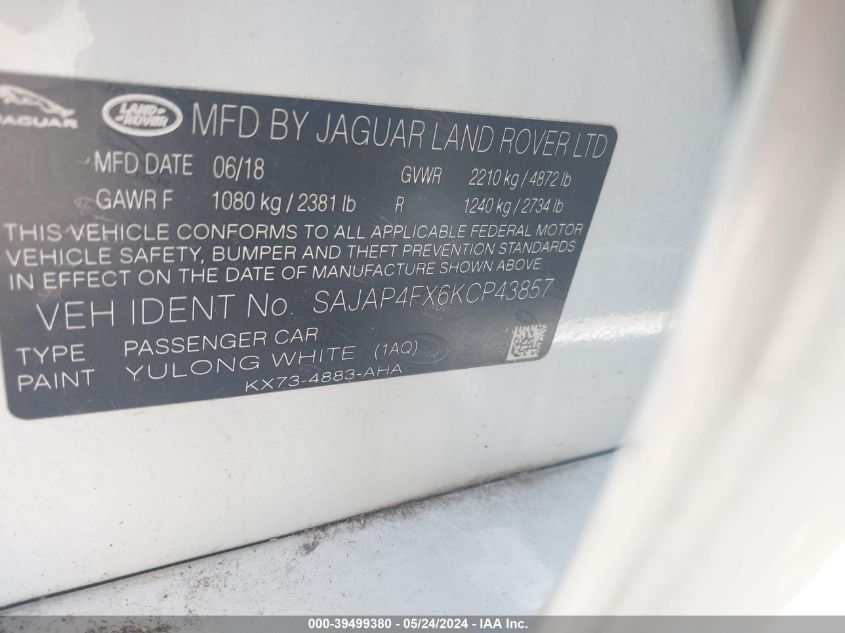 JAGUAR LAND ROVER MFD BY JAGUAR LAND ROVER LTD
MFD DATE 06/18 GVWR 2210 kg / 4872 lb
GAWR F 1080 kg / 2381 lb R 1240 kg / 2734 lb
THIS VEHICLE CONFORMS TO ALL APPLICABLE FEDERAL MOTOR
VEHICLE SAFETY, BUMPER AND THEFT PREVENTION STANDARDS
IN EFFECT ON THE DATE OF MANUFACTURE SHOWN ABOVE.
VEH IDENT No. SAJAP4FX6KCP43857
TYPE PASSENGER CAR
PAINT YULONG WHITE (1AQ)
KX73-4883-AHA
000-39499380 - 05/24/2024 - IAA Inc.